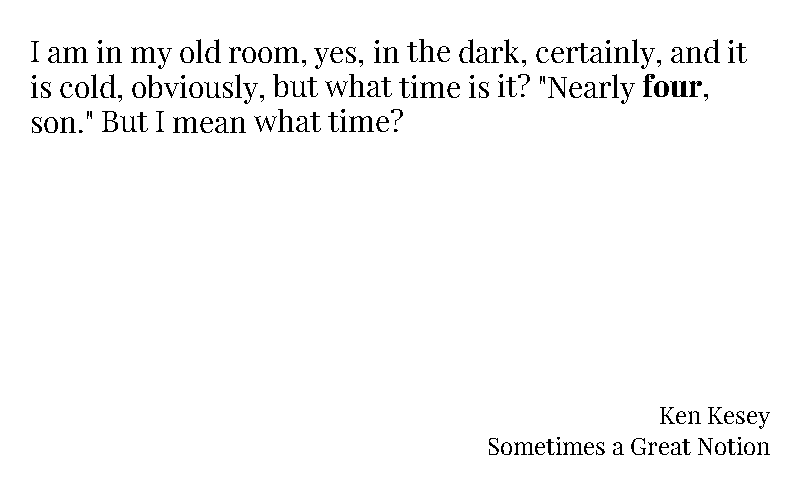 I am in my old room, yes, in the dark, certainly, and it
is cold, obviously, but what time is it? "Nearly four,
son." But I mean what time?
Ken Kesey
Sometimes a Great Notion